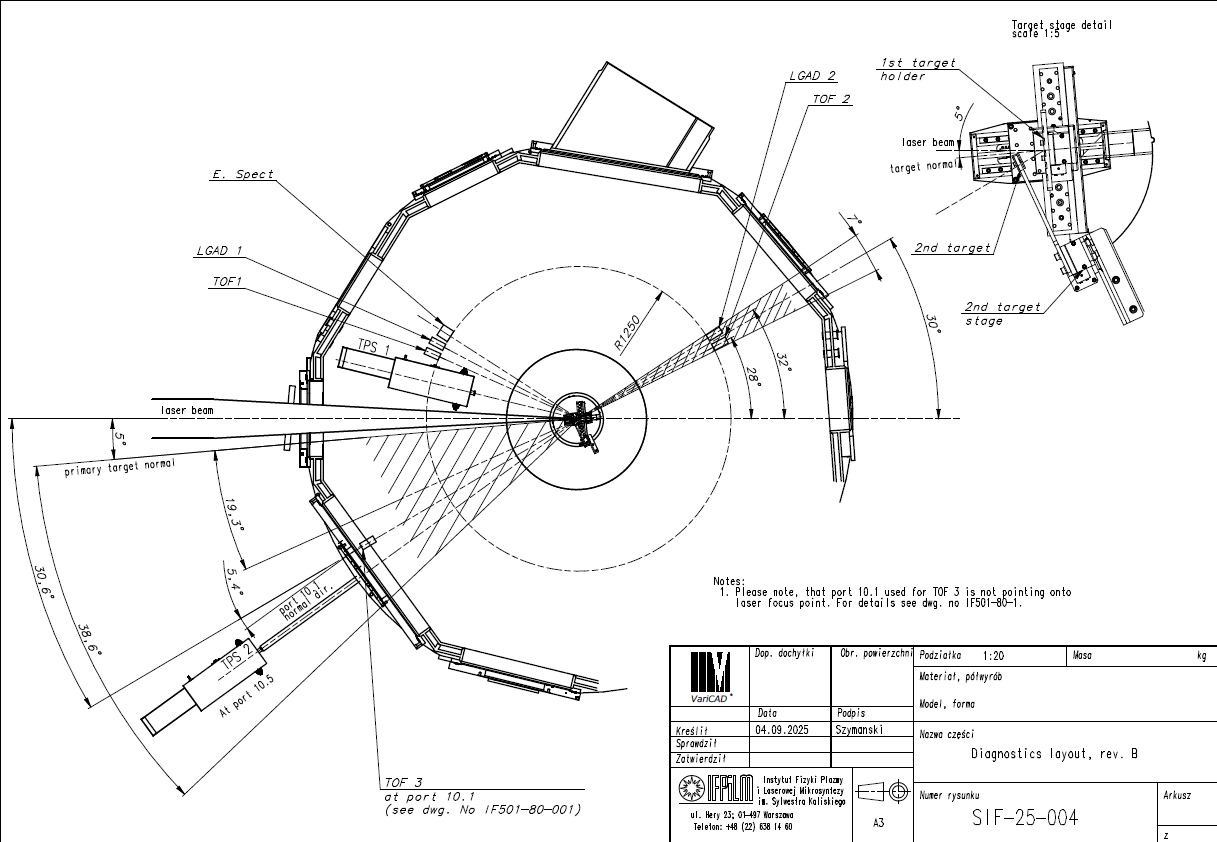 Target stage detail
scale 1:5
1st target
holder
LGAD 2
TOF 2
5°
laser beam
target normal
E. Spect
7°
LGAD 1
2nd target
TOF1
2nd target
stage
R1250
30°
TPS 1
32°
28°
laser beam
5°
primary target normal
19,3°
30,6°
5,4°
38,6°
port 10.1
normal dir.
TPS 2
At port 10.5
Notes:
1. Please note, that port 10.1 used for TOF 3 is not pointing onto
laser focus point. For details see dwg. no IF501-80-1.
TOF 3
at port 10.1
(see dwg. No IF501-80-001)
VariCAD
Dop. dachyłki
Obr. powierzchni
Podziałka 1:20
Masa kg
Materiał, półwyrób
Model, forma
Data
Podpis
Kreślił 04.09.2025 Szymanski
Sprawdził
Zatwierdził
Nazwa części
Diagnostics layout, rev. B
IFPiLM
Instytut Fizyki Plazmy
i Laserowej Mikrosyntezy
im. Sylwestra Kaliskiego
ul. Hery 23; 01-497 Warszawa
Telefon: +48 (22) 638 14 60
A3
Numer rysunku
SIF-25-004
Arkusz
z